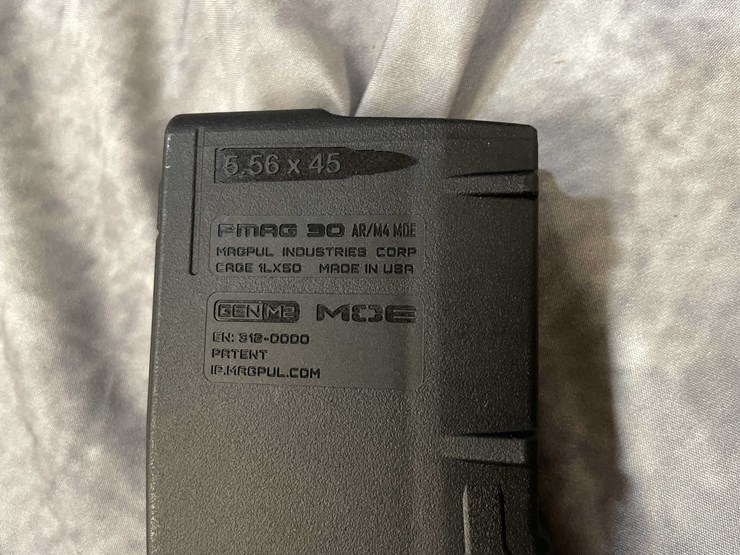 5.56 x 45
PMAG 30 AR/M4 MOE
MAGPUL INDUSTRIES CORP
CAGE 1LX50 MADE IN USA
GEN M2 MOE
EN: 312-0000
PATENT
IP.MAGPUL.COM